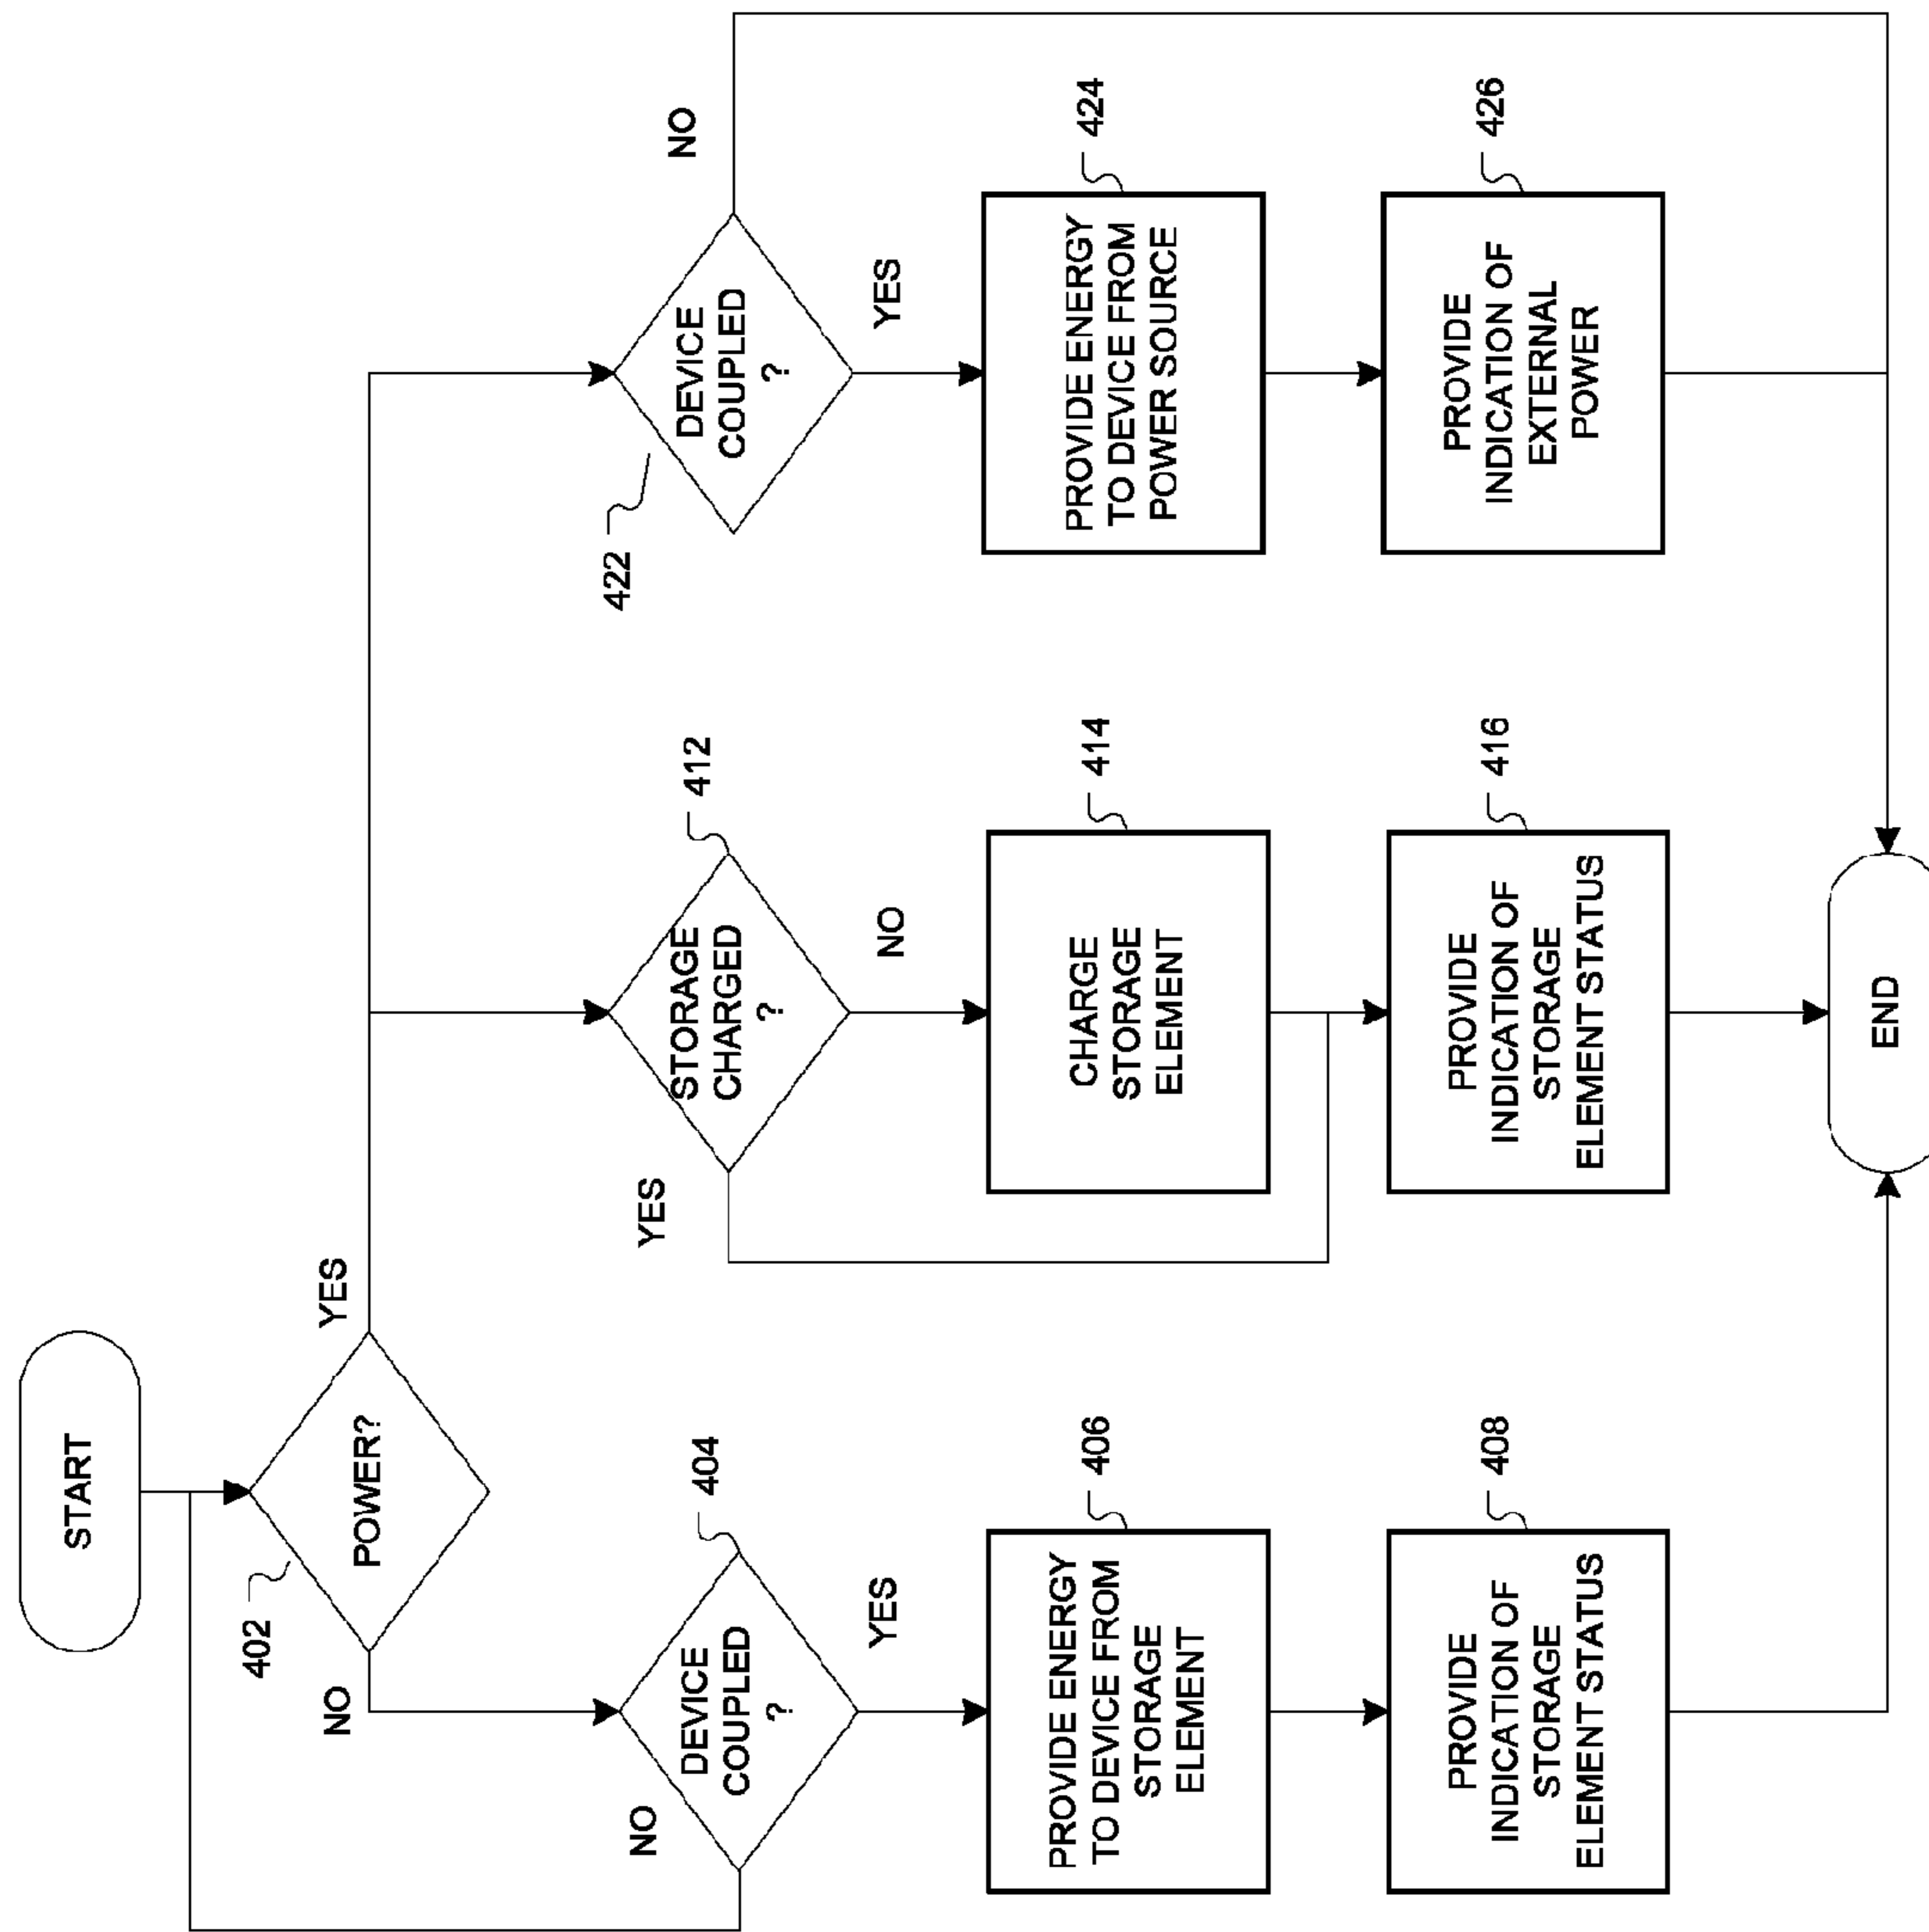 START
402
POWER?
YES
NO
DEVICE
COUPLED
?
404
NO
YES
PROVIDE ENERGY
TO DEVICE FROM
STORAGE
ELEMENT
406
PROVIDE
INDICATION OF
STORAGE
ELEMENT STATUS
408
STORAGE
CHARGED
?
412
YES
NO
CHARGE
STORAGE
ELEMENT
414
PROVIDE
INDICATION OF
STORAGE
ELEMENT STATUS
416
422
DEVICE
COUPLED
?
NO
YES
PROVIDE ENERGY
TO DEVICE FROM
POWER SOURCE
424
PROVIDE
INDICATION OF
EXTERNAL
POWER
426
END